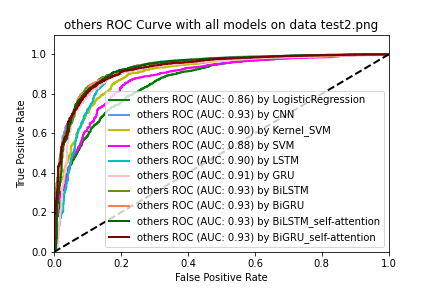 others ROC Curve with all models on data test2.png
True Positive Rate
1.0
0.8
0.6
0.4
0.2
0.0
others ROC (AUC: 0.86) by LogisticRegression
others ROC (AUC: 0.93) by CNN
others ROC (AUC: 0.90) by Kernel_SVM
others ROC (AUC: 0.88) by SVM
others ROC (AUC: 0.90) by LSTM
others ROC (AUC: 0.91) by GRU
others ROC (AUC: 0.93) by BiLSTM
others ROC (AUC: 0.93) by BiGRU
others ROC (AUC: 0.93) by BiLSTM_self-attention
others ROC (AUC: 0.93) by BiGRU_self-attention
0.0 0.2 0.4 0.6 0.8 1.0
False Positive Rate